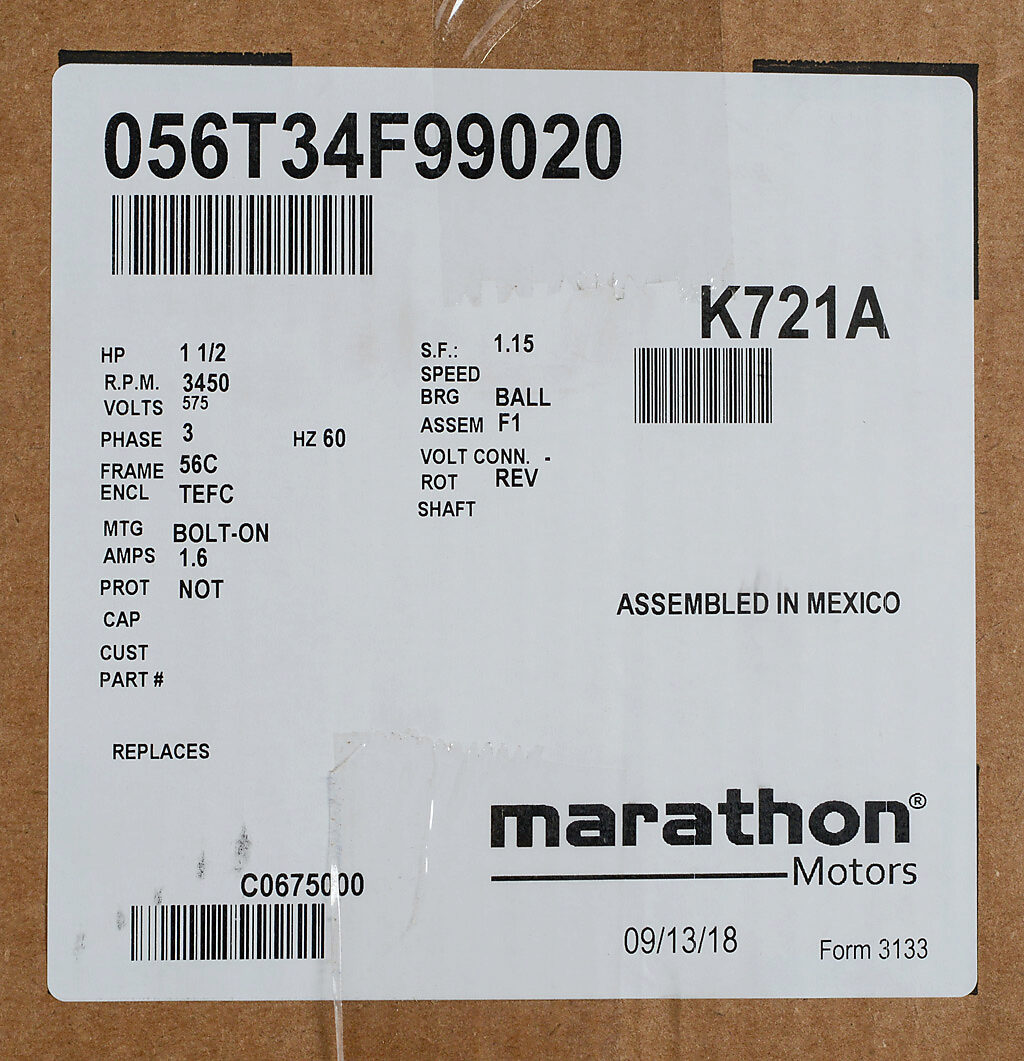 056T34F99020
K721A
HP 1 1/2
R.P.M. 3450
VOLTS 575
PHASE 3 HZ 60
FRAME 56C
ENCL TEFC
MTG BOLT-ON
AMPS 1.6
PROT NOT
CAP
CUST
PART #
REPLACES
S.F.: 1.15
SPEED
BRG BALL
ASSEM F1
VOLT CONN. -
ROT REV
SHAFT
ASSEMBLED IN MEXICO
marathon®
Motors
C0675000
09/13/18 Form 3133